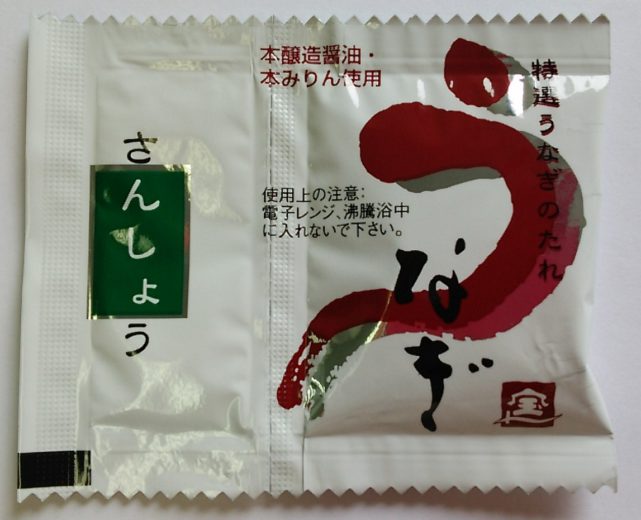 本醸造醤油・
本みりん使用
特選うなぎのたれ
うなぎ
使用上の注意:
電子レンジ、沸騰浴中
に入れないで下さい。
さんしょう
宝